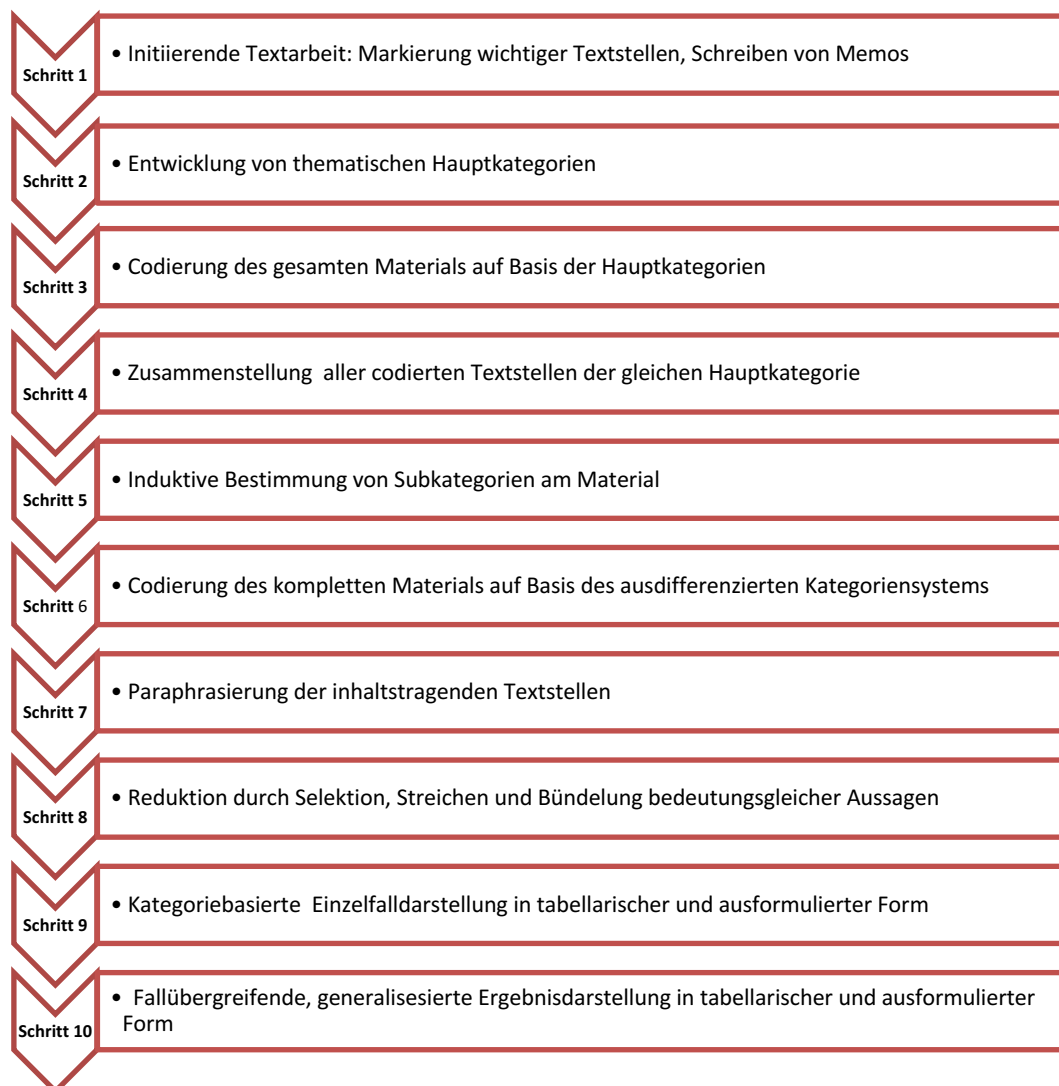 Schritt 1
• Initiierende Textarbeit: Markierung wichtiger Textstellen, Schreiben von Memos
Schritt 2
• Entwicklung von thematischen Hauptkategorien
Schritt 3
• Codierung des gesamten Materials auf Basis der Hauptkategorien
Schritt 4
• Zusammenstellung  aller codierten Textstellen der gleichen Hauptkategorie
Schritt 5
• Induktive Bestimmung von Subkategorien am Material
Schritt 6
• Codierung des kompletten Materials auf Basis des ausdifferenzierten Kategoriensystems
Schritt 7
• Paraphrasierung der inhaltstragenden Textstellen
Schritt 8
• Reduktion durch Selektion, Streichen und Bündelung bedeutungsgleicher Aussagen
Schritt 9
• Kategoriebasierte  Einzelfalldarstellung in tabellarischer und ausformulierter Form
Schritt 10
•  Fallübergreifende, generalisesierte Ergebnisdarstellung in tabellarischer und ausformulierter
Form